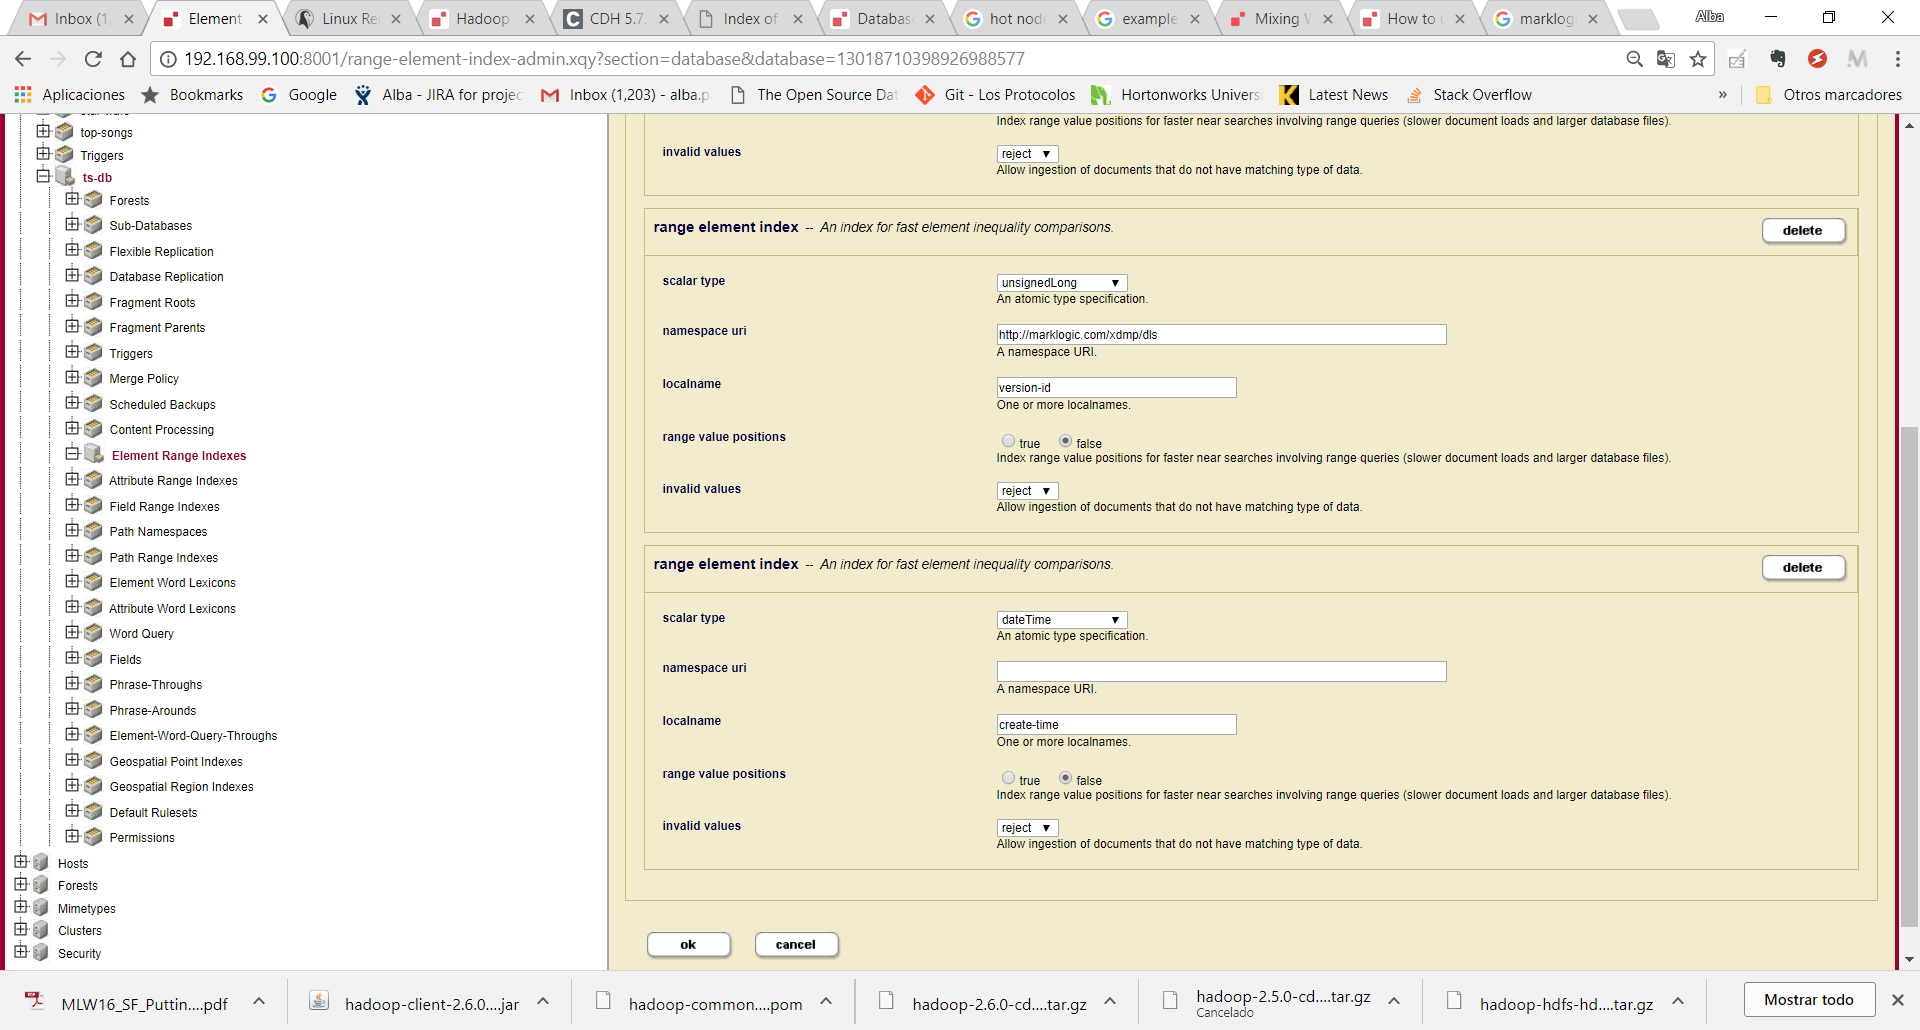 Inbox (1,
Element
Linux Re
Hadoop
CDH 5.7.
Index of
Databas
hot node
example
Mixing
How to
marklog
Alba
192.168.99.100:8001/range-element-index-admin.xqy?section=database&database=13018710398926988577
Aplicaciones
Bookmarks
Google
Alba - JIRA for projec
Inbox (1,203) - alba.p
The Open Source Da
Git - Los Protocolos
Hortonworks Univers
Latest News
Stack Overflow
»
Otros marcadores
top-songs
Triggers
ts-db
Forests
Sub-Databases
Flexible Replication
Database Replication
Fragment Roots
Fragment Parents
Triggers
Merge Policy
Scheduled Backups
Content Processing
Element Range Indexes
Attribute Range Indexes
Field Range Indexes
Path Namespaces
Path Range Indexes
Element Word Lexicons
Attribute Word Lexicons
Word Query
Fields
Phrase-Throughs
Phrase-Arounds
Element-Word-Query-Throughs
Geospatial Point Indexes
Geospatial Region Indexes
Default Rulesets
Permissions
Hosts
Forests
Mimetypes
Clusters
Security
Index range value positions for faster near searches involving range queries (slower document loads and larger database files).
invalid values
reject
Allow ingestion of documents that do not have matching type of data.
range element index -- An index for fast element inequality comparisons.
delete
scalar type
unsignedLong
An atomic type specification.
namespace uri
http://marklogic.com/xdmp/dls
A namespace URI.
localname
version-id
One or more localnames.
range value positions
true false
Index range value positions for faster near searches involving range queries (slower document loads and larger database files).
invalid values
reject
Allow ingestion of documents that do not have matching type of data.
range element index -- An index for fast element inequality comparisons.
delete
scalar type
dateTime
An atomic type specification.
namespace uri
A namespace URI.
localname
create-time
One or more localnames.
range value positions
true false
Index range value positions for faster near searches involving range queries (slower document loads and larger database files).
invalid values
reject
Allow ingestion of documents that do not have matching type of data.
ok
cancel
MLW16_SF_Puttin....pdf
hadoop-client-2.6.0....jar
hadoop-common....pom
hadoop-2.6.0-cd....tar.gz
hadoop-2.5.0-cd....tar.gz
Cancelado
hadoop-hdfs-hd....tar.gz
Mostrar todo